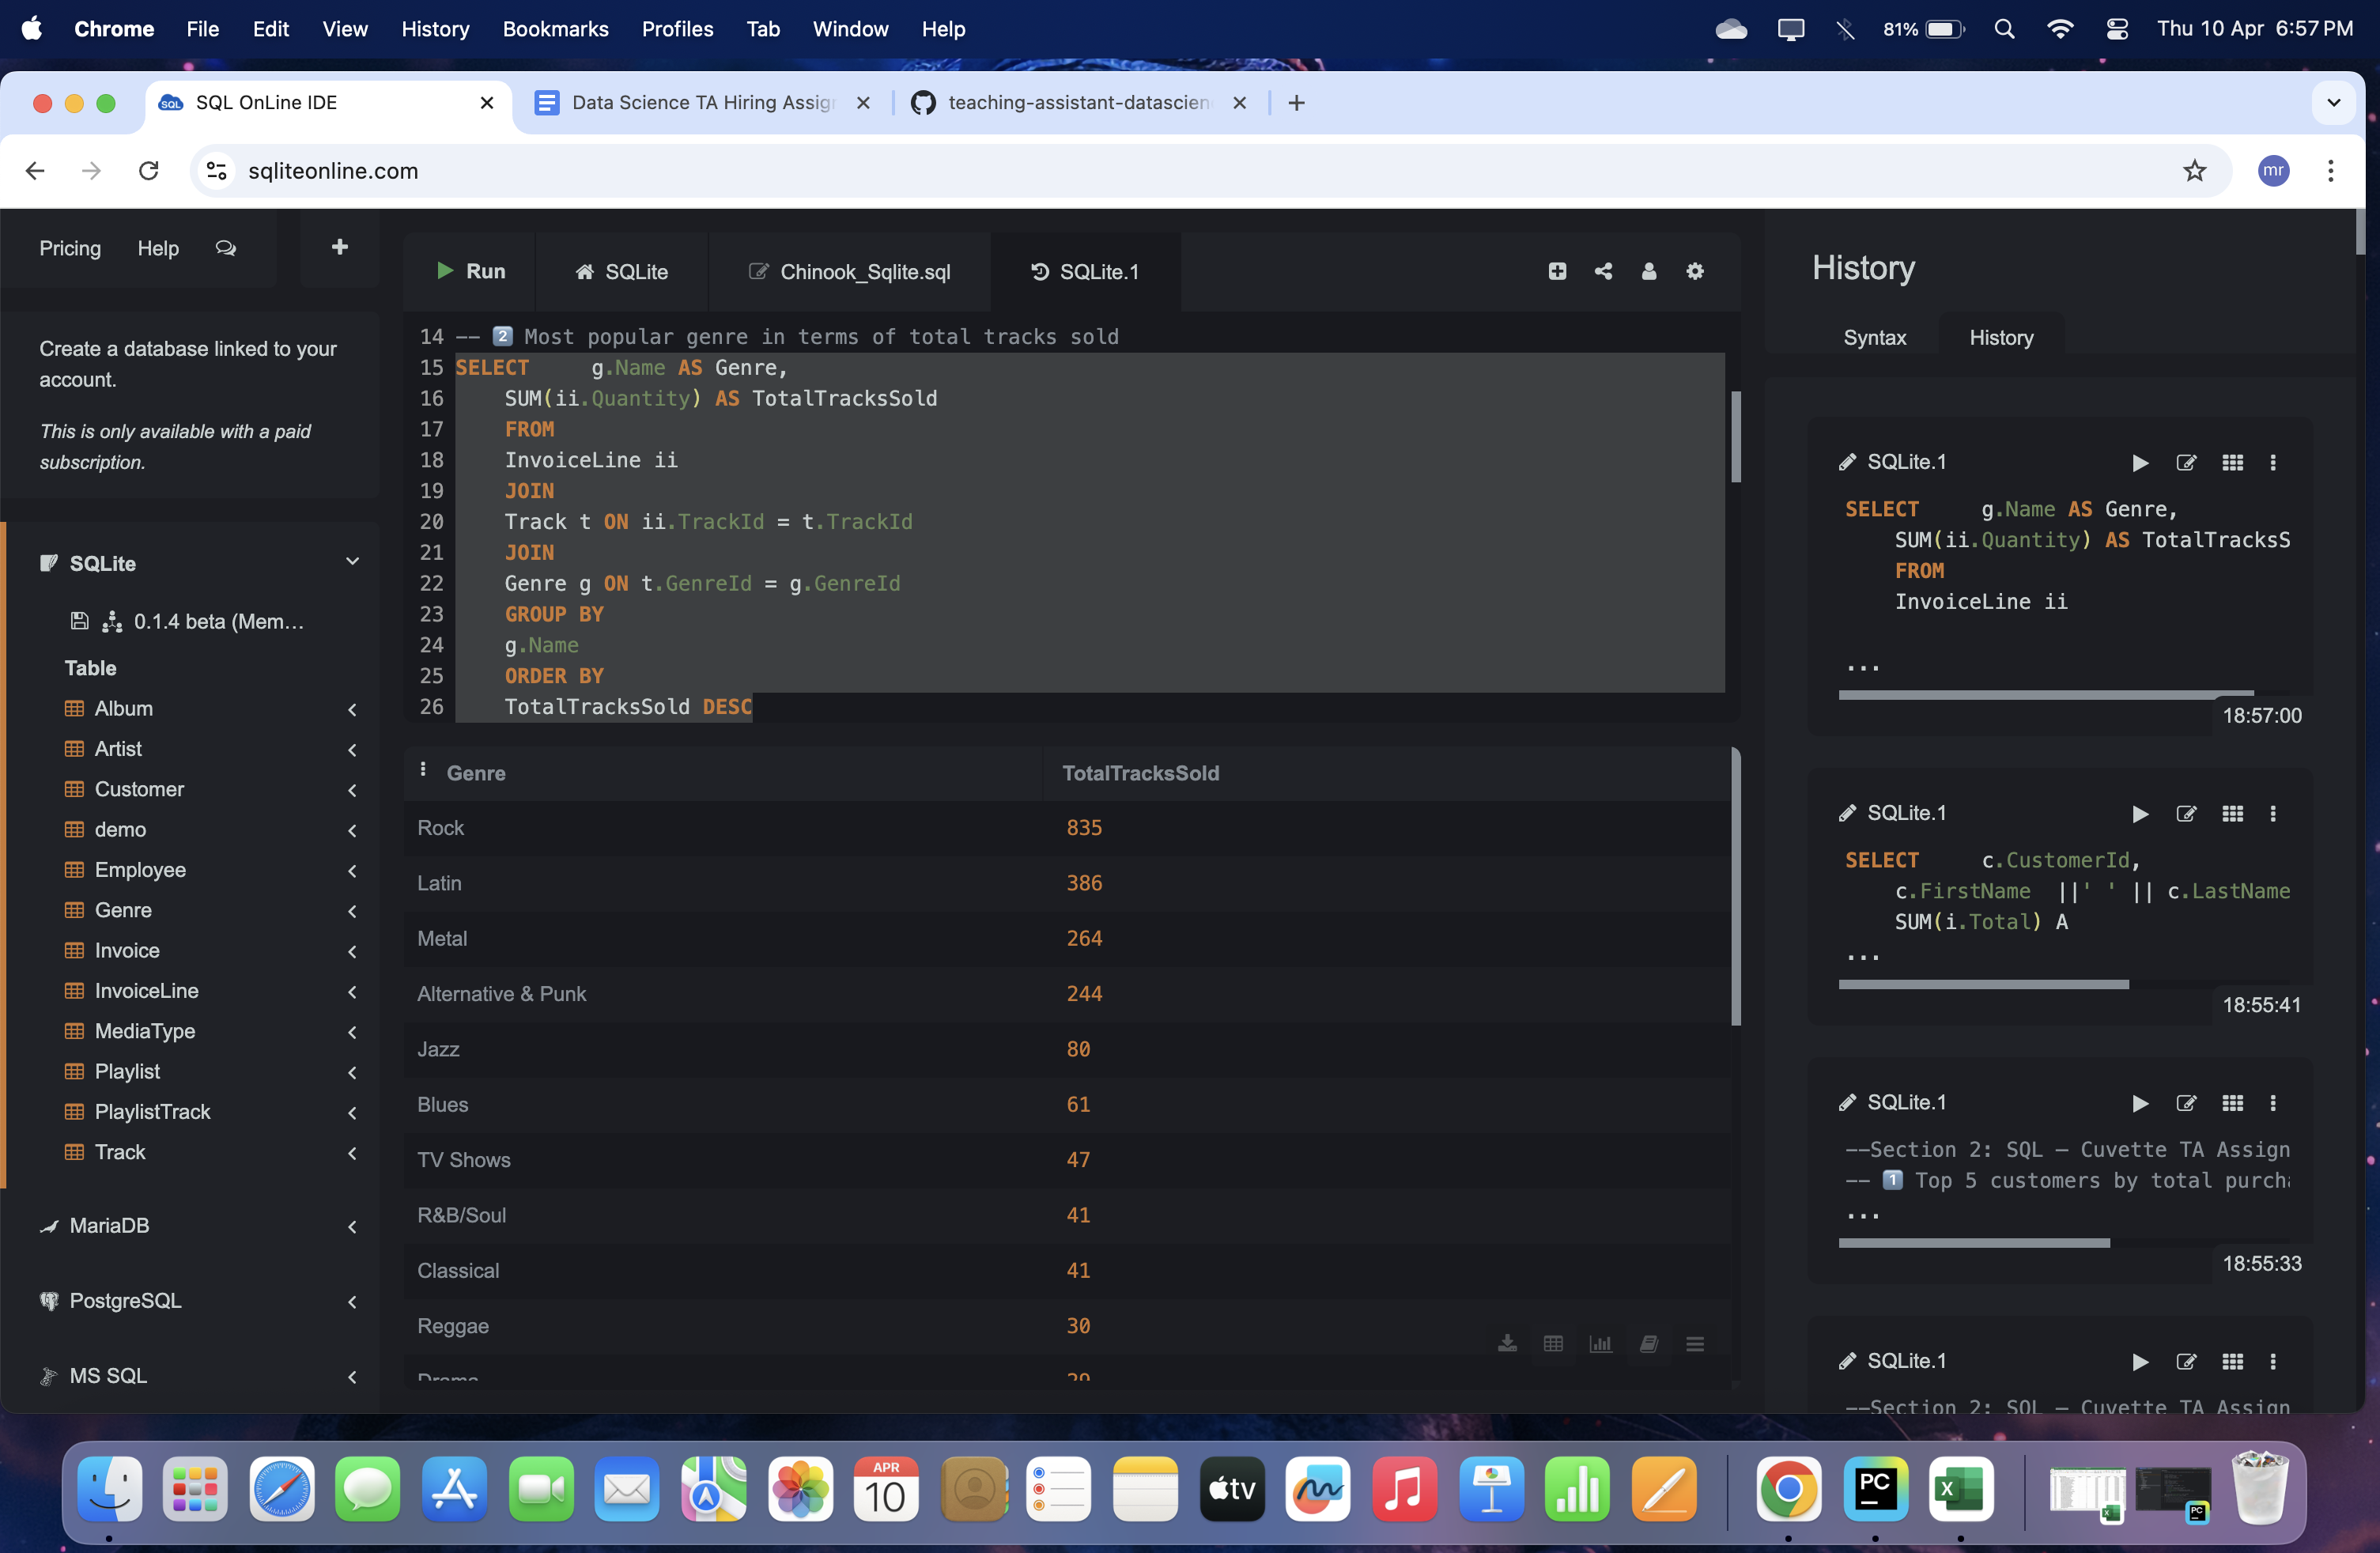 Chrome File Edit View History Bookmarks Profiles Tab Window Help 81% Thu 10 Apr 6:57 PM
SQL SQL OnLine IDE Data Science TA Hiring Assig teaching-assistant-datascien
sqliteonline.com mr
Pricing Help
Create a database linked to your
account.
This is only available with a paid
subscription.
SQLite
0.1.4 beta (Mem...
Table
Album
Artist
Customer
demo
Employee
Genre
Invoice
InvoiceLine
MediaType
Playlist
PlaylistTrack
Track
MariaDB
PostgreSQL
MS SQL
Run SQLite Chinook_Sqlite.sql SQLite.1
14 -- 2️⃣ Most popular genre in terms of total tracks sold
15 SELECT g.Name AS Genre,
16 SUM(ii.Quantity) AS TotalTracksSold
17 FROM
18 InvoiceLine ii
19 JOIN
20 Track t ON ii.TrackId = t.TrackId
21 JOIN
22 Genre g ON t.GenreId = g.GenreId
23 GROUP BY
24 g.Name
25 ORDER BY
26 TotalTracksSold DESC
Genre TotalTracksSold
Rock 835
Latin 386
Metal 264
Alternative & Punk 244
Jazz 80
Blues 61
TV Shows 47
R&B/Soul 41
Classical 41
Reggae 30
Drama 29
History
Syntax History
SQLite.1
SELECT g.Name AS Genre,
SUM(ii.Quantity) AS TotalTracksS
FROM
InvoiceLine ii
...
18:57:00
SQLite.1
SELECT c.CustomerId,
c.FirstName ||' ' || c.LastName
SUM(i.Total) A
...
18:55:41
SQLite.1
--Section 2: SQL – Cuvette TA Assign
-- 1️⃣ Top 5 customers by total purcha
...
18:55:33
SQLite.1
--Section 2: SQL – Cuvette TA Assign
APR
10
tv
PC
X
X
PC